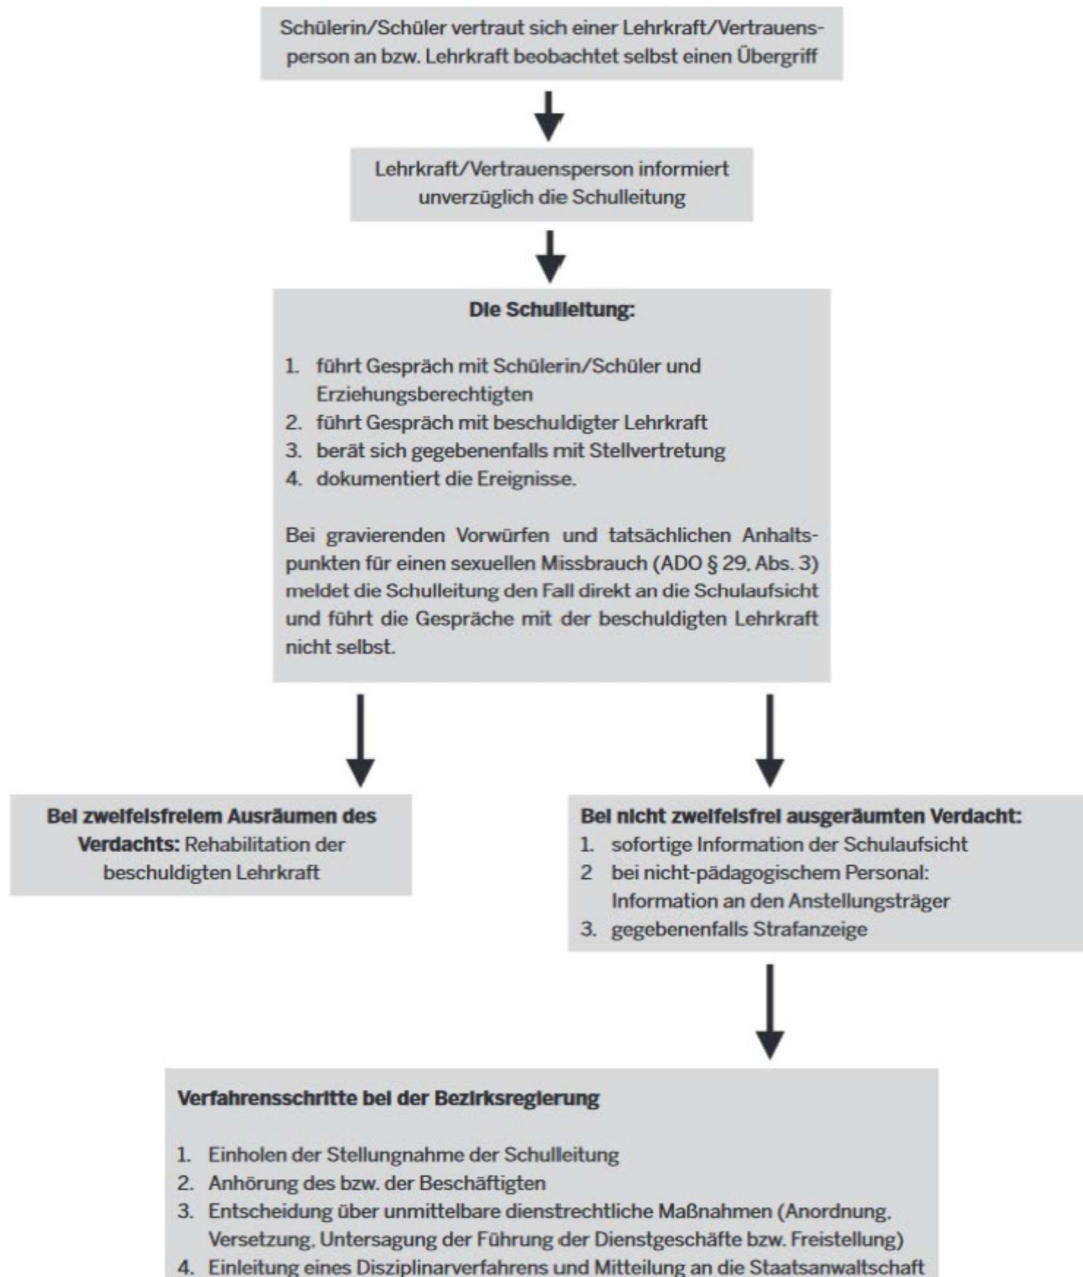 Schülerin/Schüler vertraut sich einer Lehrkraft/Vertrauens-
person an bzw. Lehrkraft beobachtet selbst einen Übergriff
Lehrkraft/Vertrauensperson informiert
unverzüglich die Schulleitung
Die Schulleitung:
1. führt Gespräch mit Schülerin/Schüler und
Erziehungsberechtigten
2. führt Gespräch mit beschuldigter Lehrkraft
3. berät sich gegebenenfalls mit Stellvertretung
4. dokumentiert die Ereignisse.
Bei gravierenden Vorwürfen und tatsächlichen Anhalts-
punkten für einen sexuellen Missbrauch (ADO § 29, Abs. 3)
meldet die Schulleitung den Fall direkt an die Schulaufsicht
und führt die Gespräche mit der beschuldigten Lehrkraft
nicht selbst.
Bei zweifelsfreiem Ausräumen des
Verdachts: Rehabilitation der
beschuldigten Lehrkraft
Bei nicht zweifelsfrei ausgeräumten Verdacht:
1. sofortige Information der Schulaufsicht
2 bei nicht-pädagogischem Personal:
Information an den Anstellungsträger
3. gegebenenfalls Strafanzeige
Verfahrensschritte bei der Bezirksregierung
1. Einholen der Stellungnahme der Schulleitung
2. Anhörung des bzw. der Beschäftigten
3. Entscheidung über unmittelbare dienstrechtliche Maßnahmen (Anordnung,
Versetzung, Untersagung der Führung der Dienstgeschäfte bzw. Freistellung)
4. Einleitung eines Disziplinarverfahrens und Mitteilung an die Staatsanwaltschaft